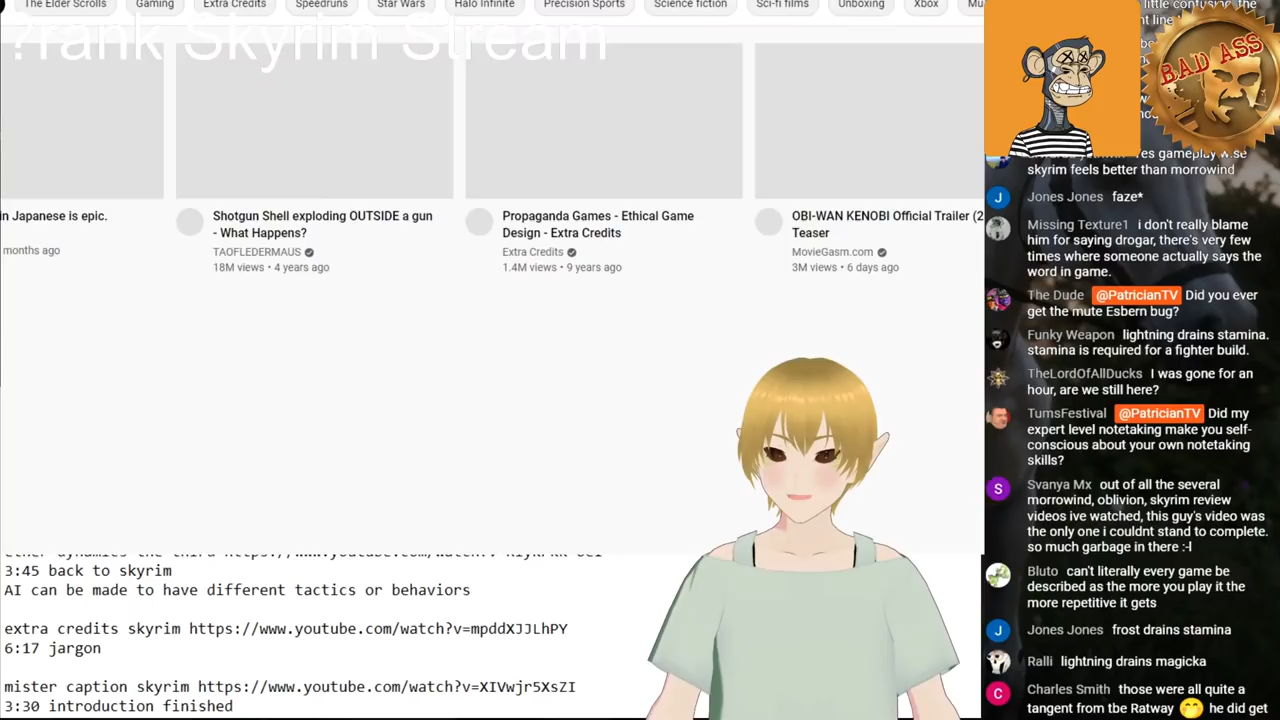 The Elder Scrolls Gaming Extra Credits Speedruns Star Wars Halo Infinite Precision Sports Science fiction Sci-fi films Unboxing Xbox
?rank Skyrim Stream
in Japanese is epic.
months ago
Shotgun Shell exploding OUTSIDE a gun
- What Happens?
TAOFLEDERMAUS
18M views • 4 years ago
Propaganda Games - Ethical Game
Design - Extra Credits
Extra Credits
1.4M views • 9 years ago
OBI-WAN KENOBI Official Trailer (2
Teaser
MovieGasm.com
3M views • 6 days ago
3:45 back to skyrim
AI can be made to have different tactics or behaviors
extra credits skyrim https://www.youtube.com/watch?v=mpddXJJLhPY
6:17 jargon
mister caption skyrim https://www.youtube.com/watch?v=XIVwjr5XsZI
3:30 introduction finished
BAD ASS
little confusing, the
skyrim feels better than morrowind
Jones Jones faze*
Missing Texture1 i don't really blame
him for saying drogar, there's very few
times where someone actually says the
word in game.
The Dude @PatricianTV Did you ever
get the mute Esbern bug?
Funky Weapon lightning drains stamina.
stamina is required for a fighter build.
TheLordOfAllDucks I was gone for an
hour, are we still here?
TumsFestival @PatricianTV Did my
expert level notetaking make you self-
conscious about your own notetaking
skills?
Svanya Mx out of all the several
morrowind, oblivion, skyrim review
videos ive watched, this guy's video was
the only one i couldnt stand to complete.
so much garbage in there :-l
Bluto can't literally every game be
described as the more you play it the
more repetitive it gets
Jones Jones frost drains stamina
Ralli lightning drains magicka
Charles Smith those were all quite a
tangent from the Ratway he did get